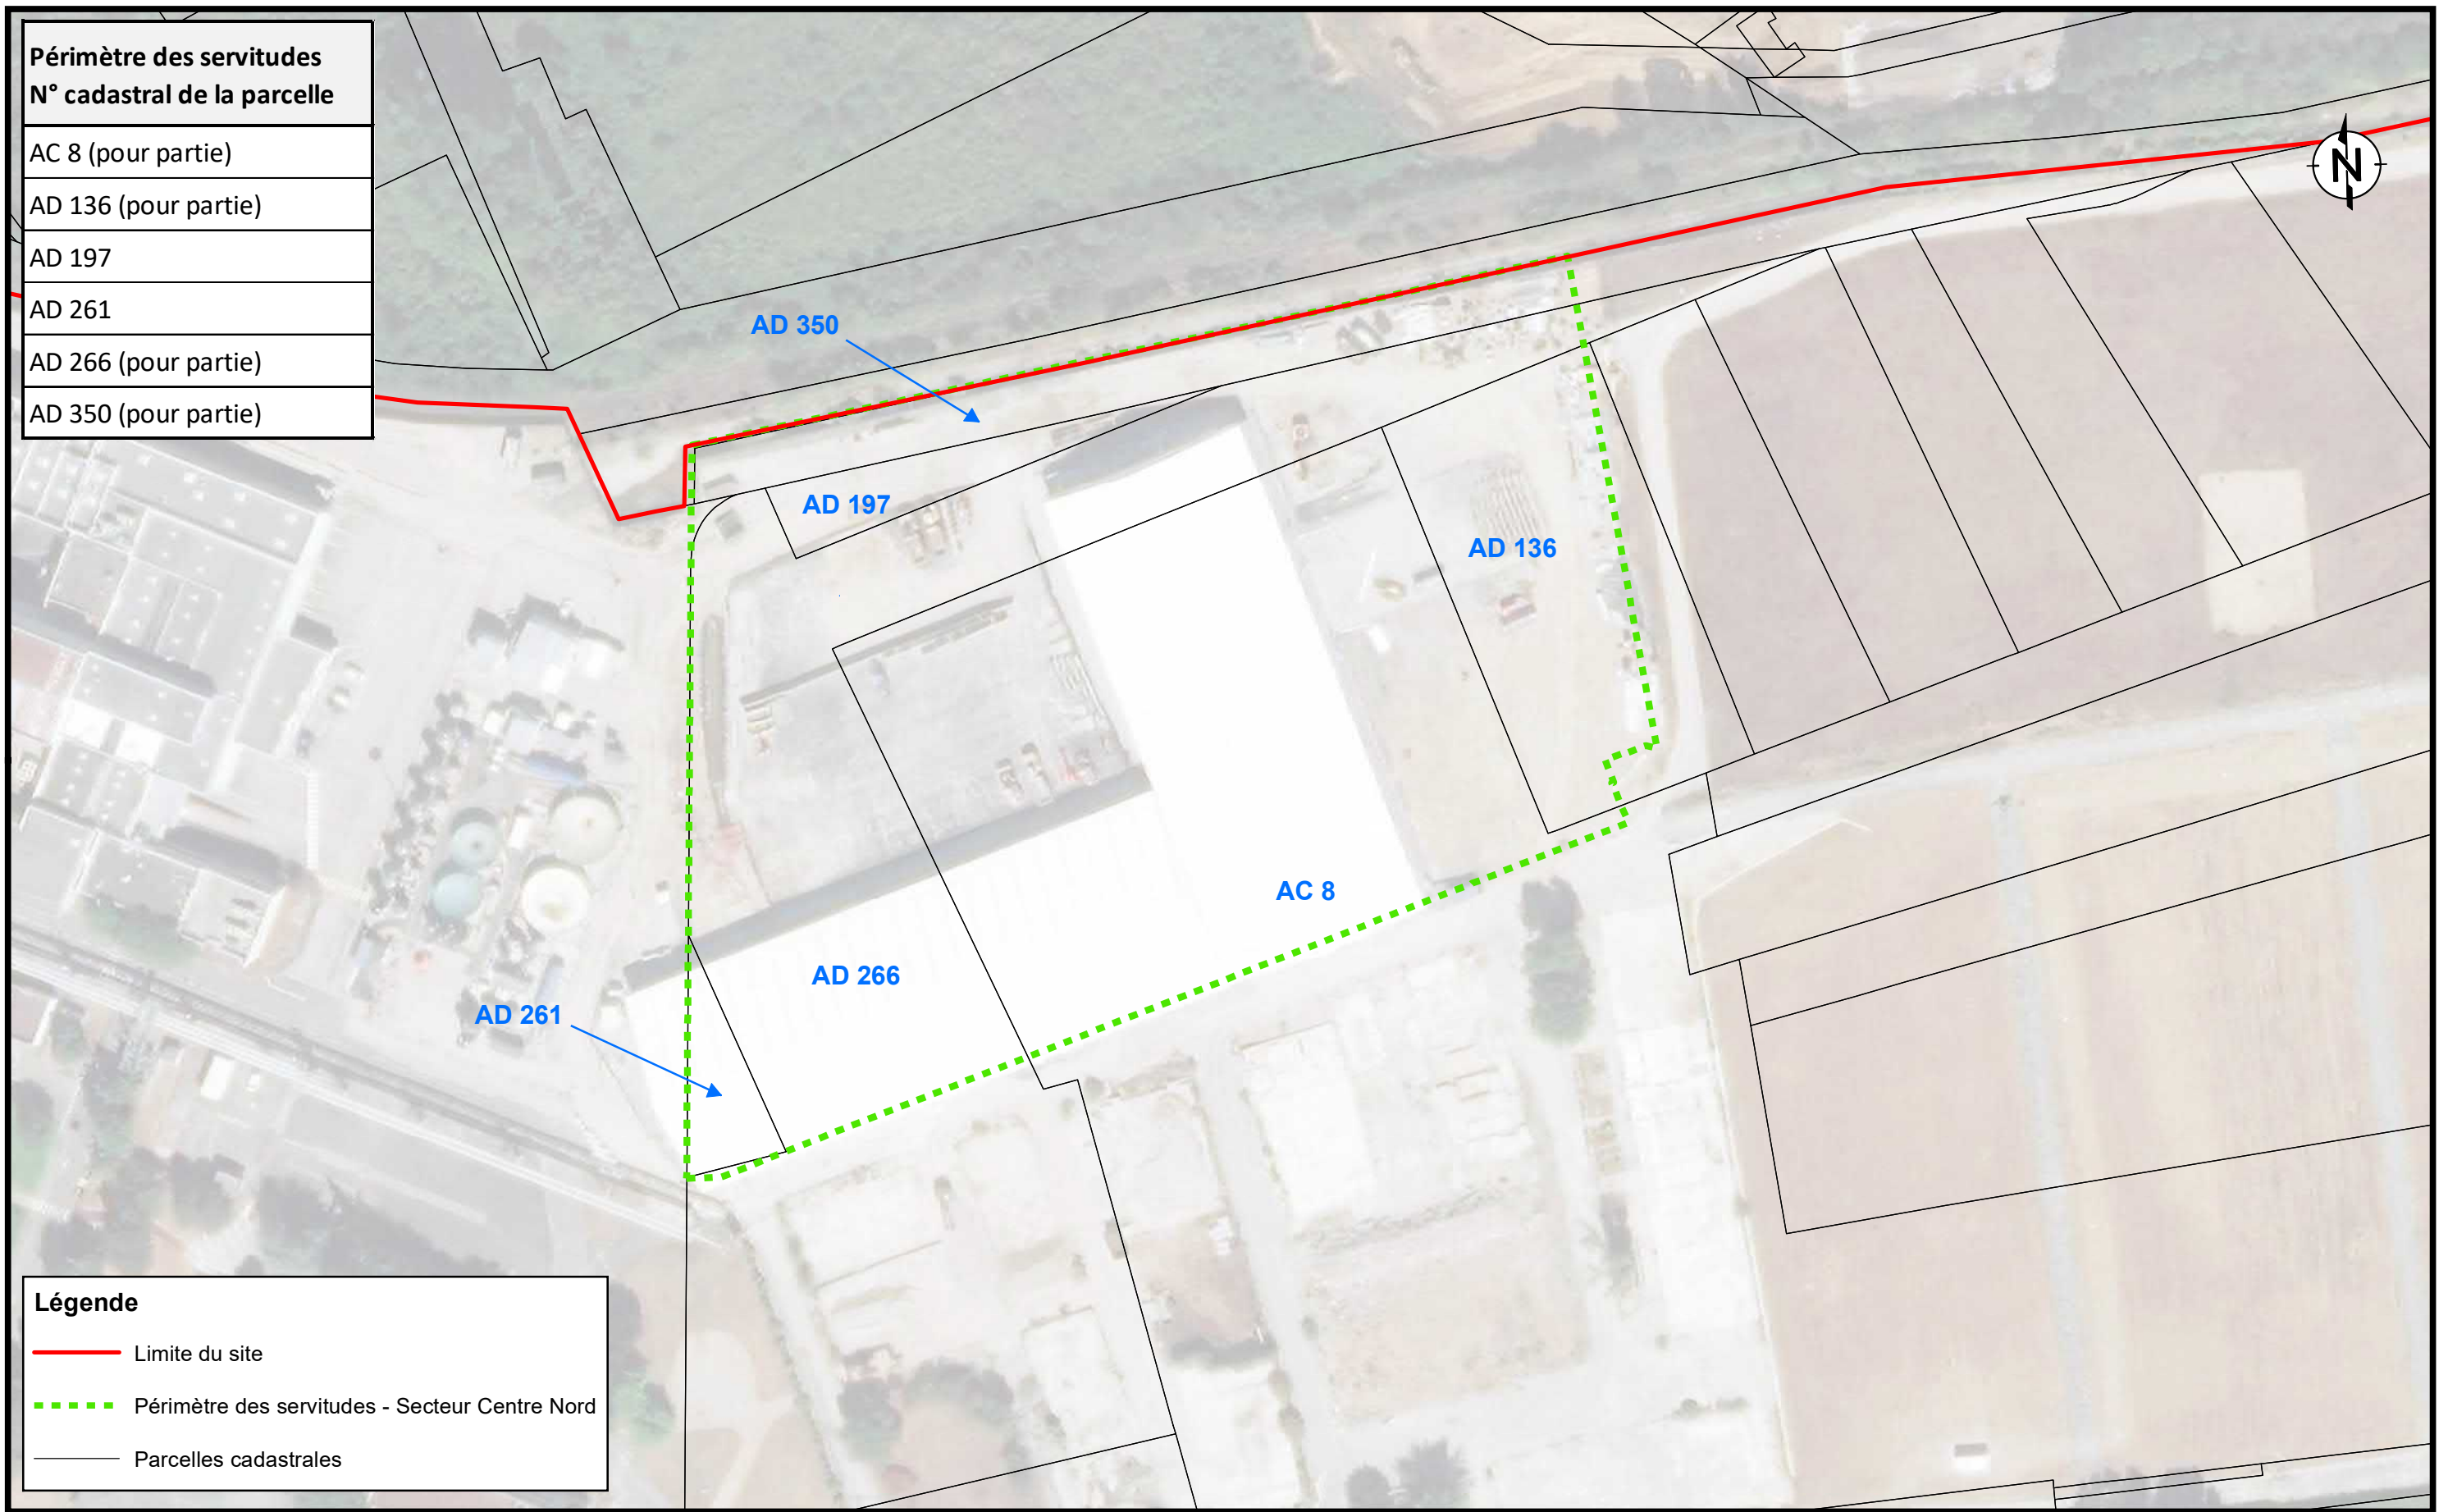 Périmètre des servitudes
N° cadastral de la parcelle
AC 8 (pour partie)
AD 136 (pour partie)
AD 197
AD 261
AD 266 (pour partie)
AD 350 (pour partie)
N
AD 350
AD 197
AD 136
AC 8
AD 266
AD 261
Légende
Limite du site
Périmètre des servitudes - Secteur Centre Nord
Parcelles cadastrales